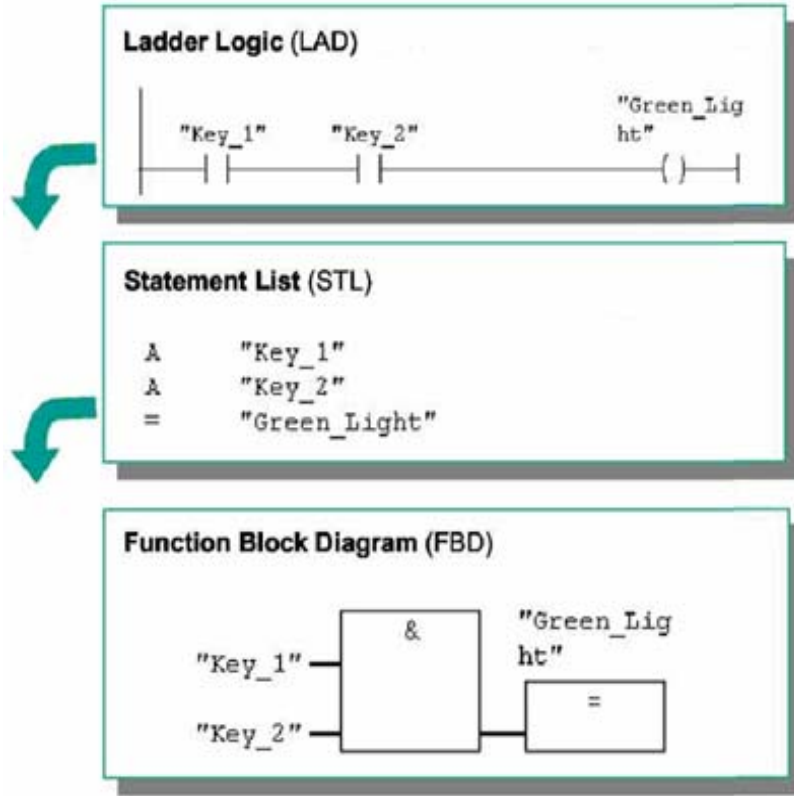 Ladder Logic (LAD)
"Key_1" "Key_2" "Green_Lig
ht"
Statement List (STL)
A "Key_1"
A "Key_2"
= "Green_Light"
Function Block Diagram (FBD)
& "Green_Lig
"Key_1" ht"
=
"Key_2"